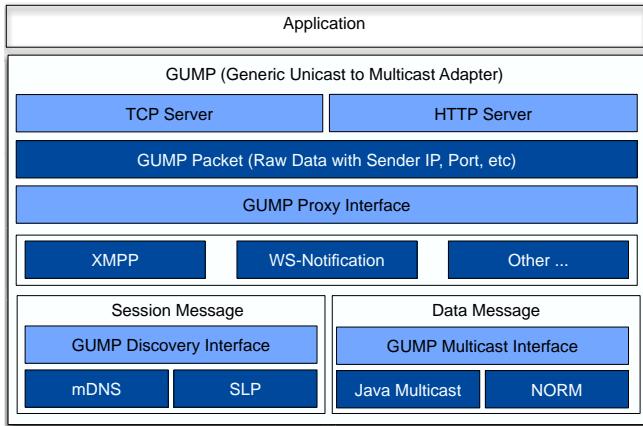 Application
GUMP (Generic Unicast to Multicast Adapter)
TCP Server
HTTP Server
GUMP Packet (Raw Data with Sender IP, Port, etc)
GUMP Proxy Interface
XMPP
WS-Notification
Other ...
Session Message
Data Message
GUMP Discovery Interface
GUMP Multicast Interface
mDNS
SLP
Java Multicast
NORM